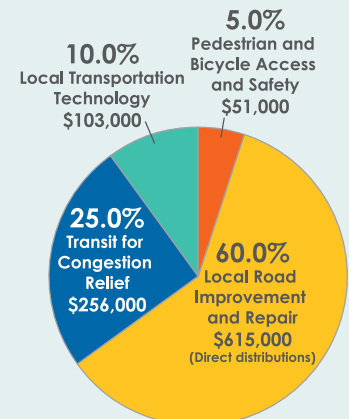 5.0%
Pedestrian and
Bicycle Access
and Safety
$51,000
10.0%
Local Transportation
Technology
$103,000
25.0%
Transit for
Congestion
Relief
$256,000
60.0%
Local Road
Improvement
and Repair
$615,000
(Direct distributions)